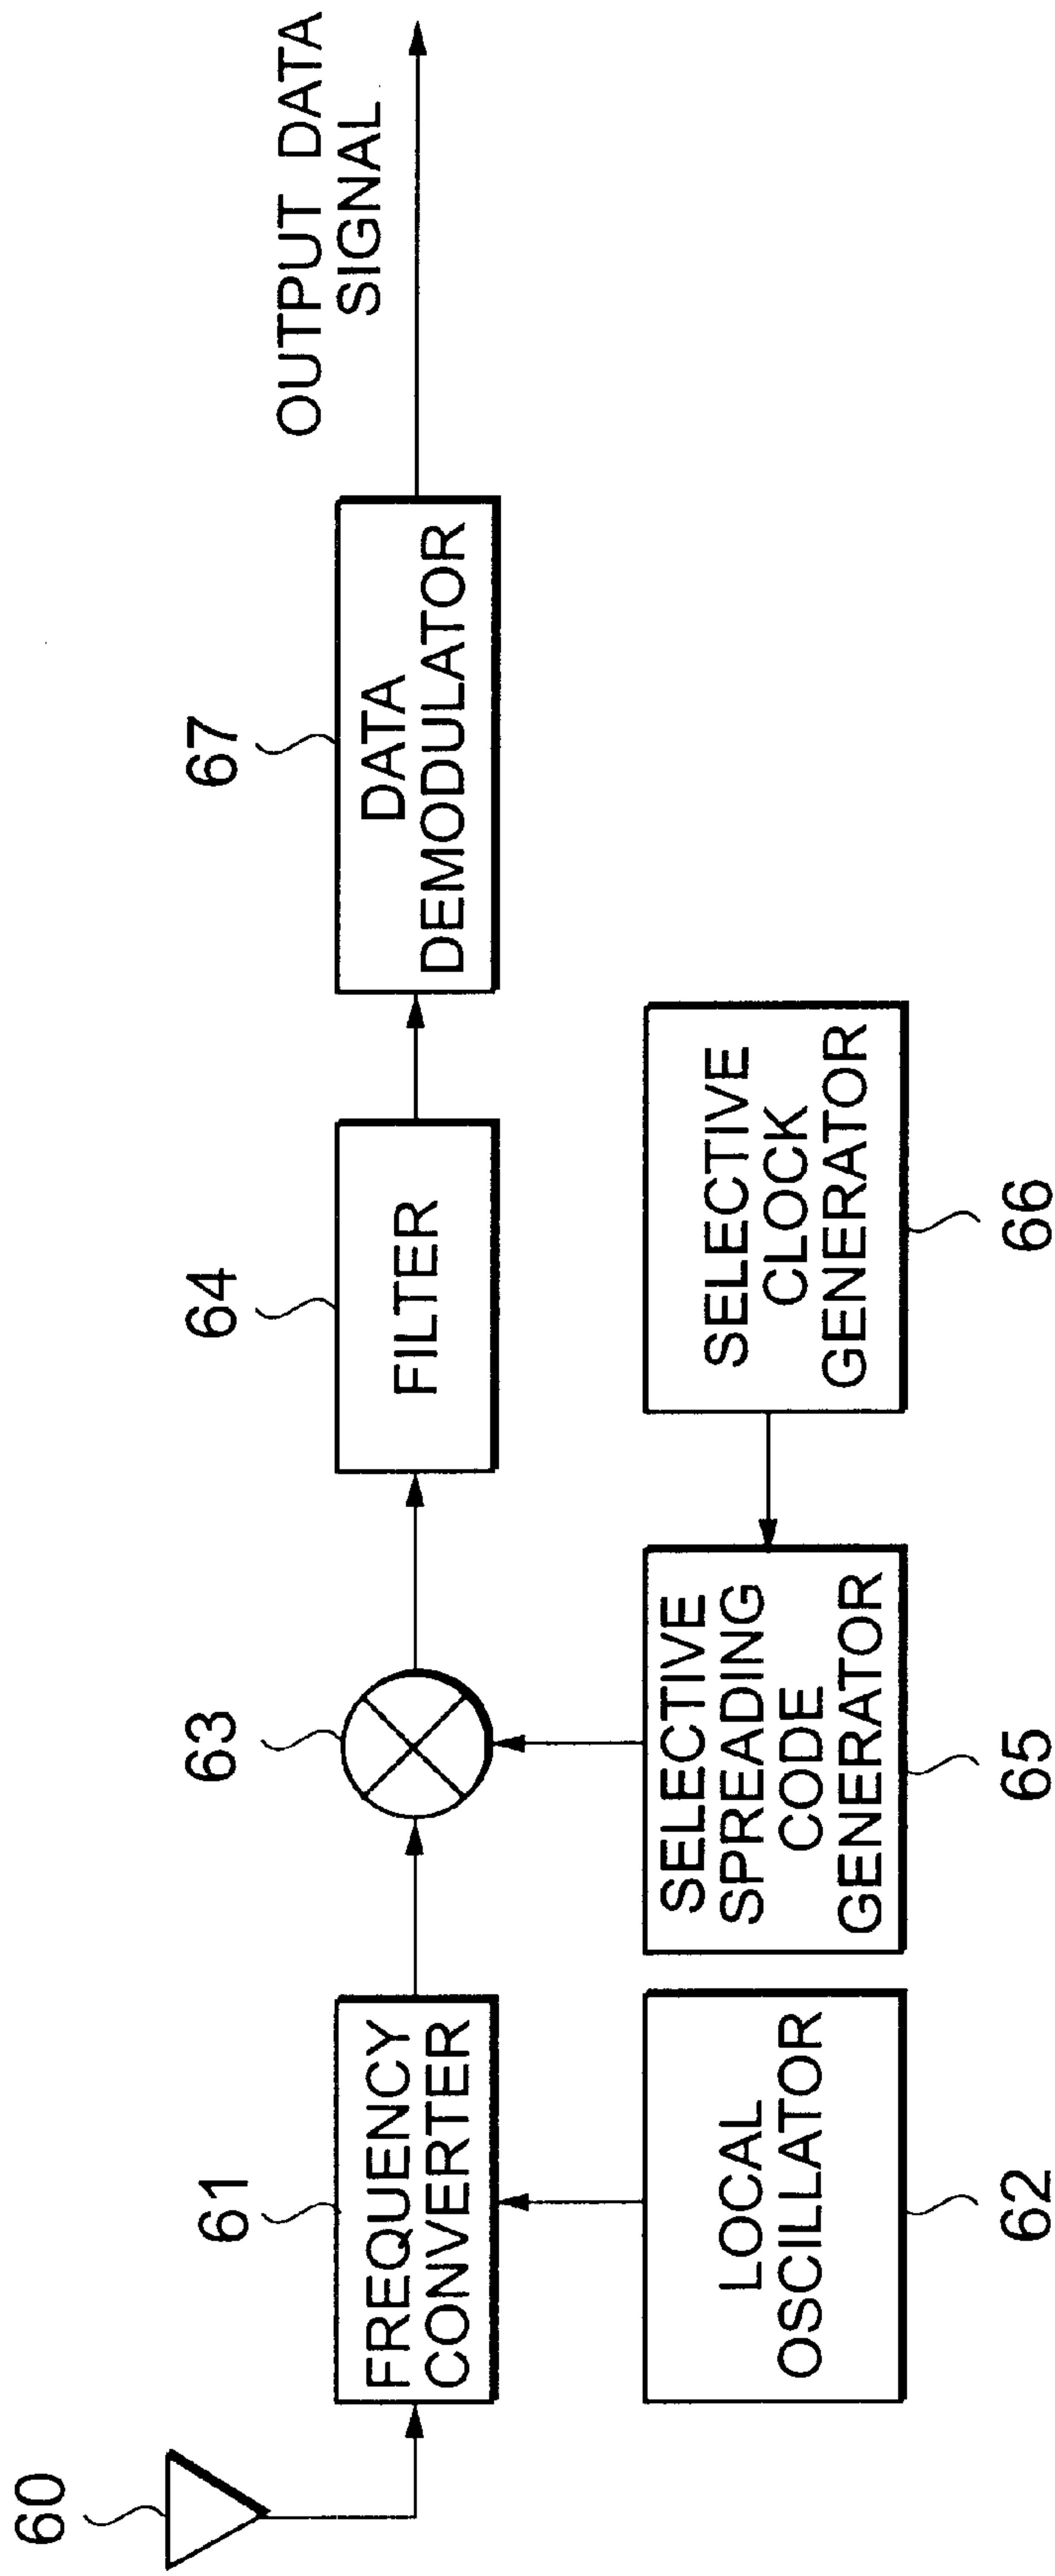 60
61
FREQUENCY
CONVERTER
63
64
FILTER
67
DATA
DEMODULATOR
OUTPUT DATA
SIGNAL
LOCAL
OSCILLATOR
62
SELECTIVE
SPREADING
CODE
GENERATOR
65
SELECTIVE
CLOCK
GENERATOR
66